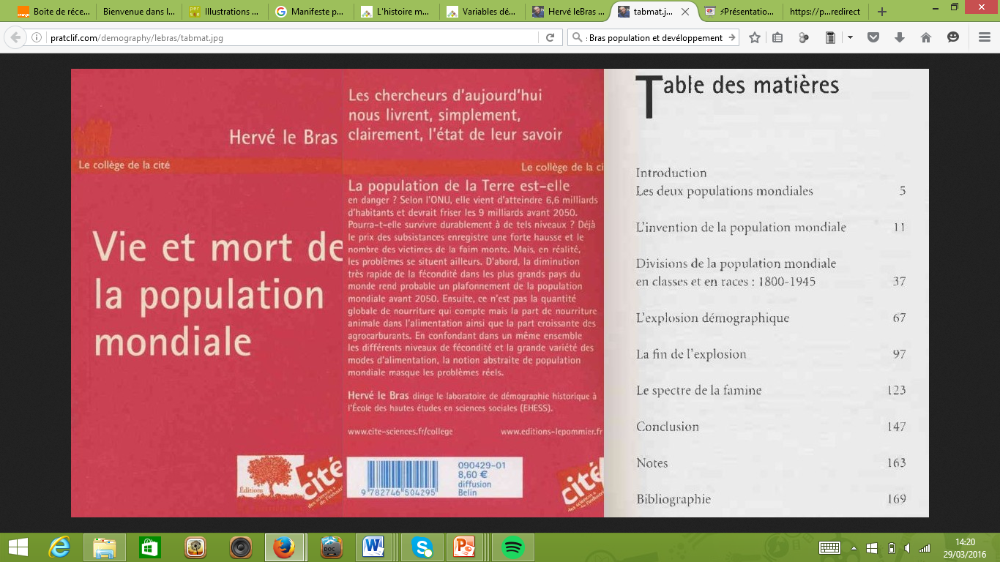 Boite de réce...
Bienvenue dans l...
Illustrations ...
Manifeste p...
L'histoire m...
Variables dé...
Hervé leBras ...
tabmat.j...
⚡Présentatio...
https://p...redirect
pratclif.com/demography/lebras/tabmat.jpg
: Bras population et devéloppement
Hervé le Bras
Le collège de la cité
Vie et mort de
la population
mondiale
Éditions
cité
des sciences &
de l'industri
Les chercheurs d'aujourd'hui
nous livrent, simplement,
clairement, l'état de leur savoir
Le collège de la ci
La population de la Terre est-elle
en danger ? Selon l'ONU, elle vient d'atteindre 6,6 milliards
d'habitants et devrait friser les 9 milliards avant 2050.
Pourra-t-elle survivre durablement à de tels niveaux ? Déjà
le prix des subsistances enregistre une forte hausse et le
nombre des victimes de la faim monte. Mais, en réalité,
les problèmes se situent ailleurs. D'abord, la diminution
très rapide de la fécondité dans les plus grands pays du
monde rend probable un plafonnement de la population
mondiale avant 2050. Ensuite, ce n'est pas la quantité
globale de nourriture qui compte mais la part de nourriture
animale dans l'alimentation ainsi que la part croissante des
agrocarburants. En confondant dans un même ensemble
les différents niveaux de fécondité et la grande variété des
modes d'alimentation, la notion abstraite de population
mondiale masque les problèmes réels.
Hervé le Bras dirige le laboratoire de démographie historique à
l'École des hautes études en sciences sociales (EHESS).
www.cite-sciences.fr/college www.editions-lepommier.fr
9 782746 504295
090429-01
8,60 €
diffusion
Belin
cité
Table des matières
Introduction
Les deux populations mondiales 5
L'invention de la population mondiale 11
Divisions de la population mondiale
en classes et en races : 1800-1945 37
L'explosion démographique 67
La fin de l'explosion 97
Le spectre de la famine 123
Conclusion 147
Notes 163
Bibliographie 169
14:20
29/03/2016